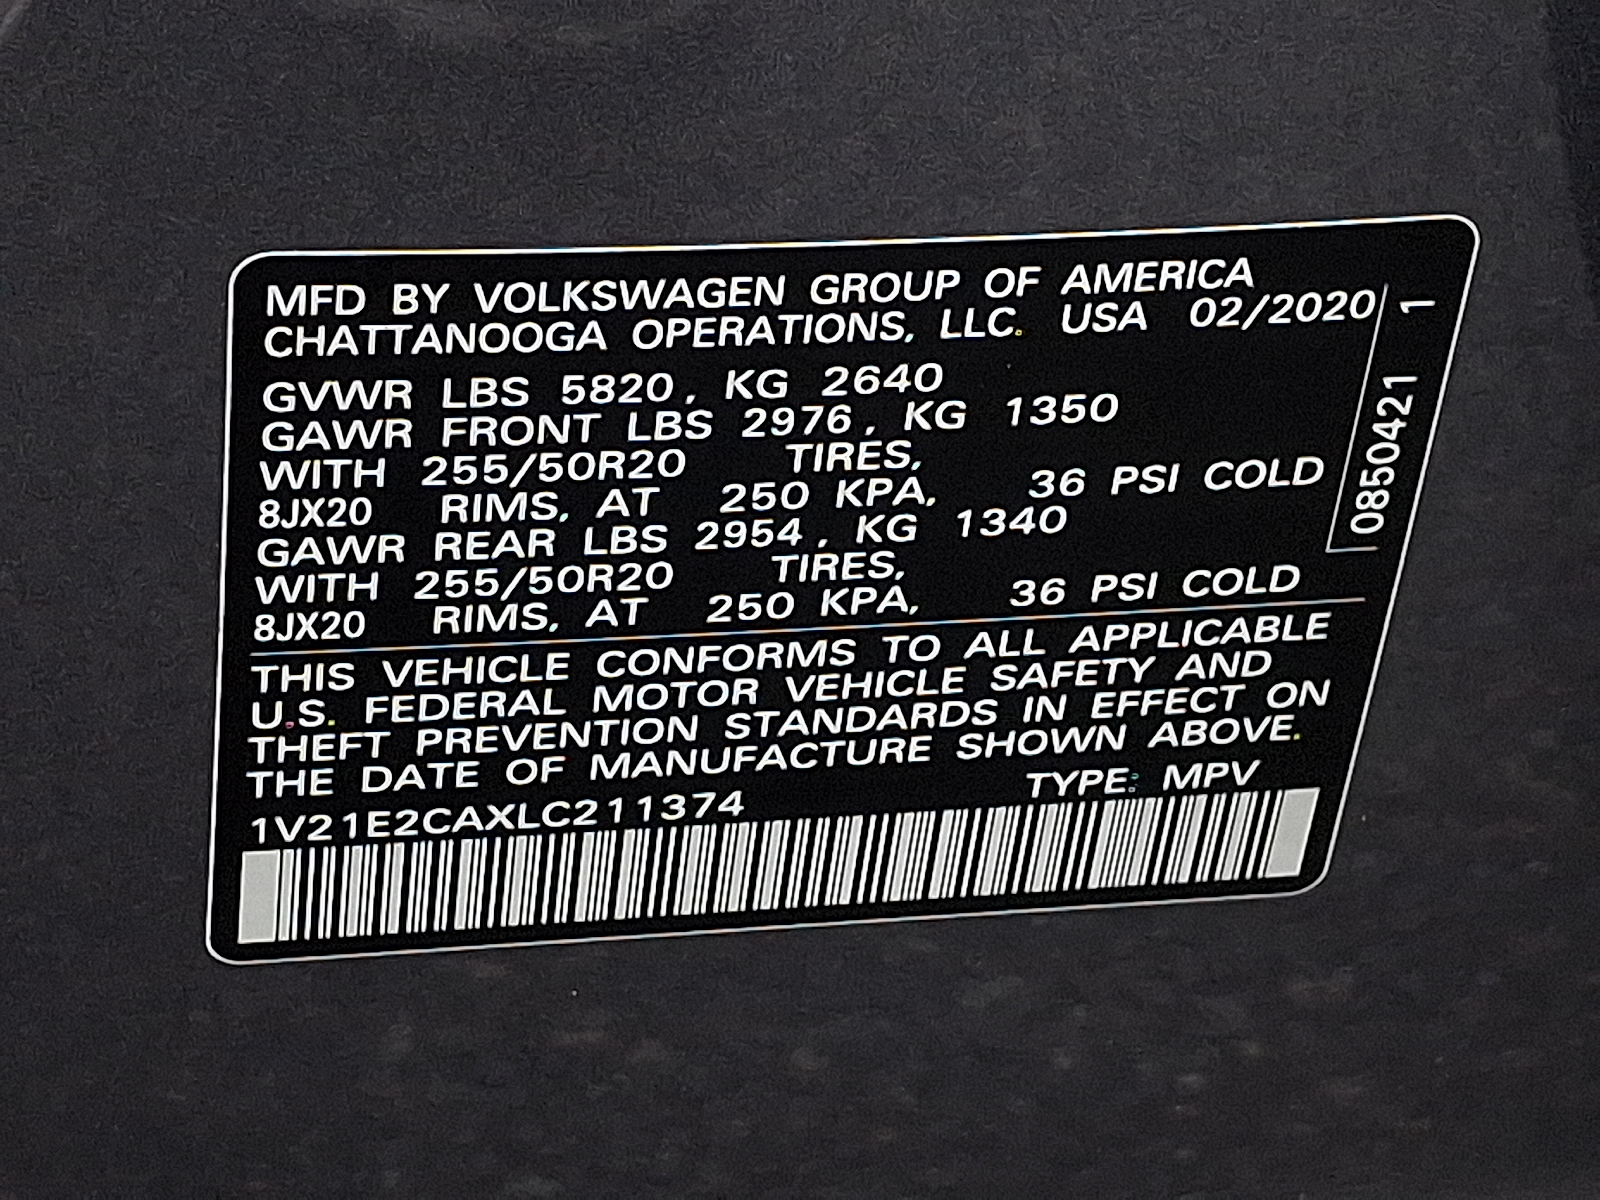 MFD BY VOLKSWAGEN GROUP OF AMERICA
CHATTANOOGA OPERATIONS, LLC. USA 02/2020
GVWR LBS 5820, KG 2640
GAWR FRONT LBS 2976, KG 1350
WITH 255/50R20 TIRES,
8JX20 RIMS, AT 250 KPA, 36 PSI COLD
GAWR REAR LBS 2954, KG 1340
WITH 255/50R20 TIRES,
8JX20 RIMS, AT 250 KPA, 36 PSI COLD
THIS VEHICLE CONFORMS TO ALL APPLICABLE
U.S. FEDERAL MOTOR VEHICLE SAFETY AND
THEFT PREVENTION STANDARDS IN EFFECT ON
THE DATE OF MANUFACTURE SHOWN ABOVE.
1V21E2CAXLC211374 TYPE: MPV
0850421 1